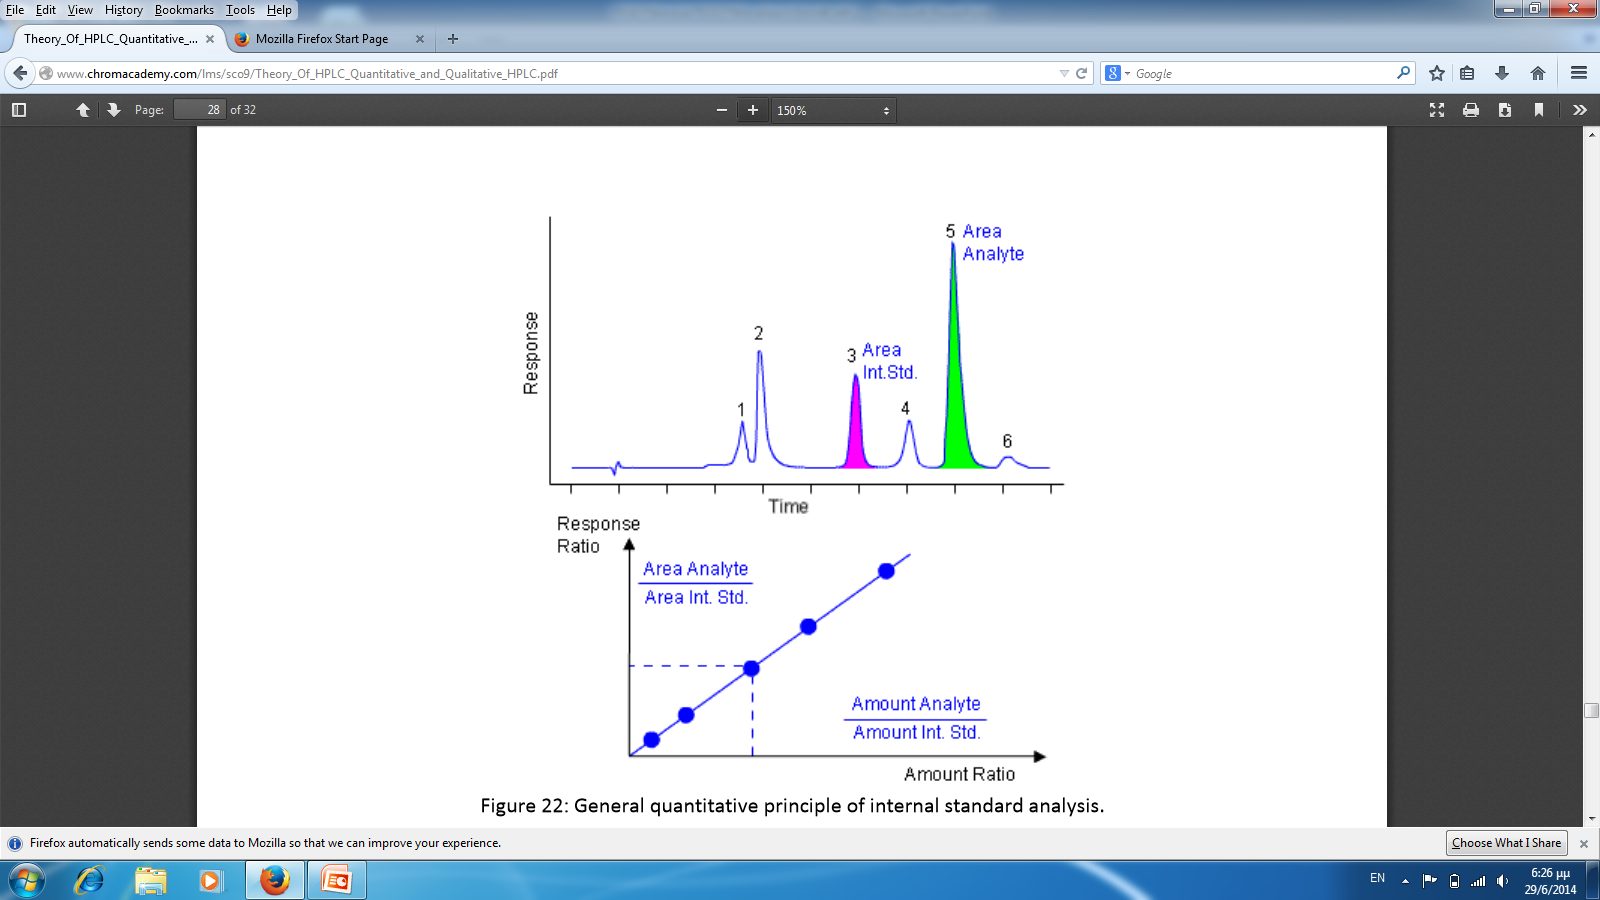 File Edit View History Bookmarks Tools Help
Theory_Of_HPLC_Quantitative_... Mozilla Firefox Start Page
www.chromacademy.com/lms/sco9/Theory_Of_HPLC_Quantitative_and_Qualitative_HPLC.pdf
Google
Page: 28 of 32
150%
5 Area
Analyte
2
3 Area
Int.Std.
1
4
6
Response
Time
Response
Ratio
Area Analyte
Area Int. Std.
Amount Analyte
Amount Int. Std.
Amount Ratio
Figure 22: General quantitative principle of internal standard analysis.
Firefox automatically sends some data to Mozilla so that we can improve your experience.
Choose What I Share
EN
6:26 μμ
29/6/2014